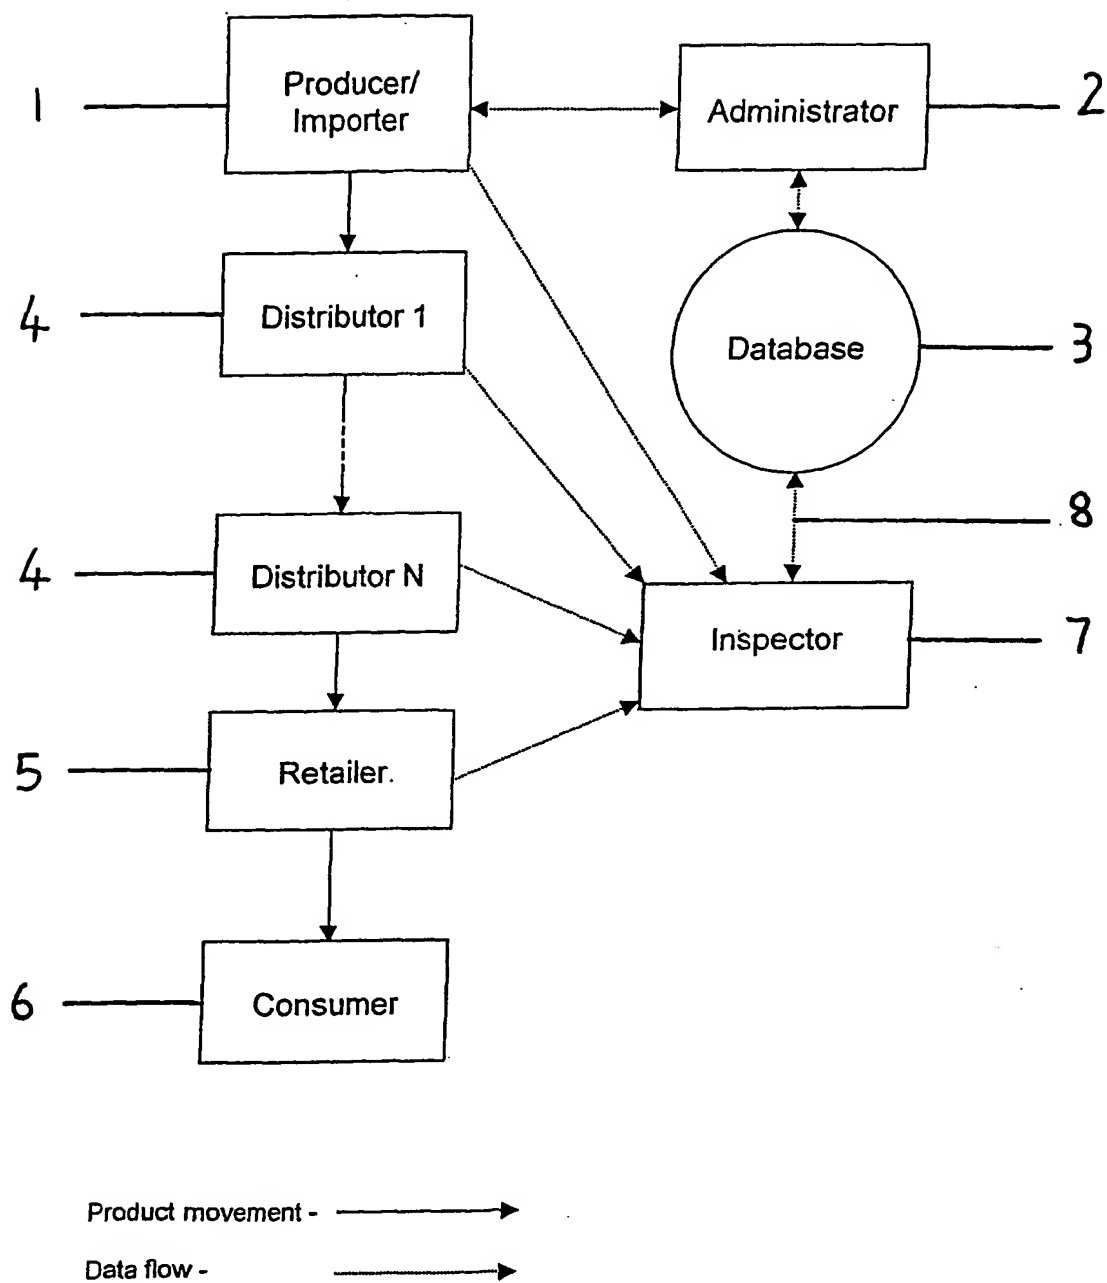 1
Producer/
Importer
Administrator
2
4
Distributor 1
Database
3
8
4
Distributor N
Inspector
7
5
Retailer.
6
Consumer
Product movement -
Data flow -